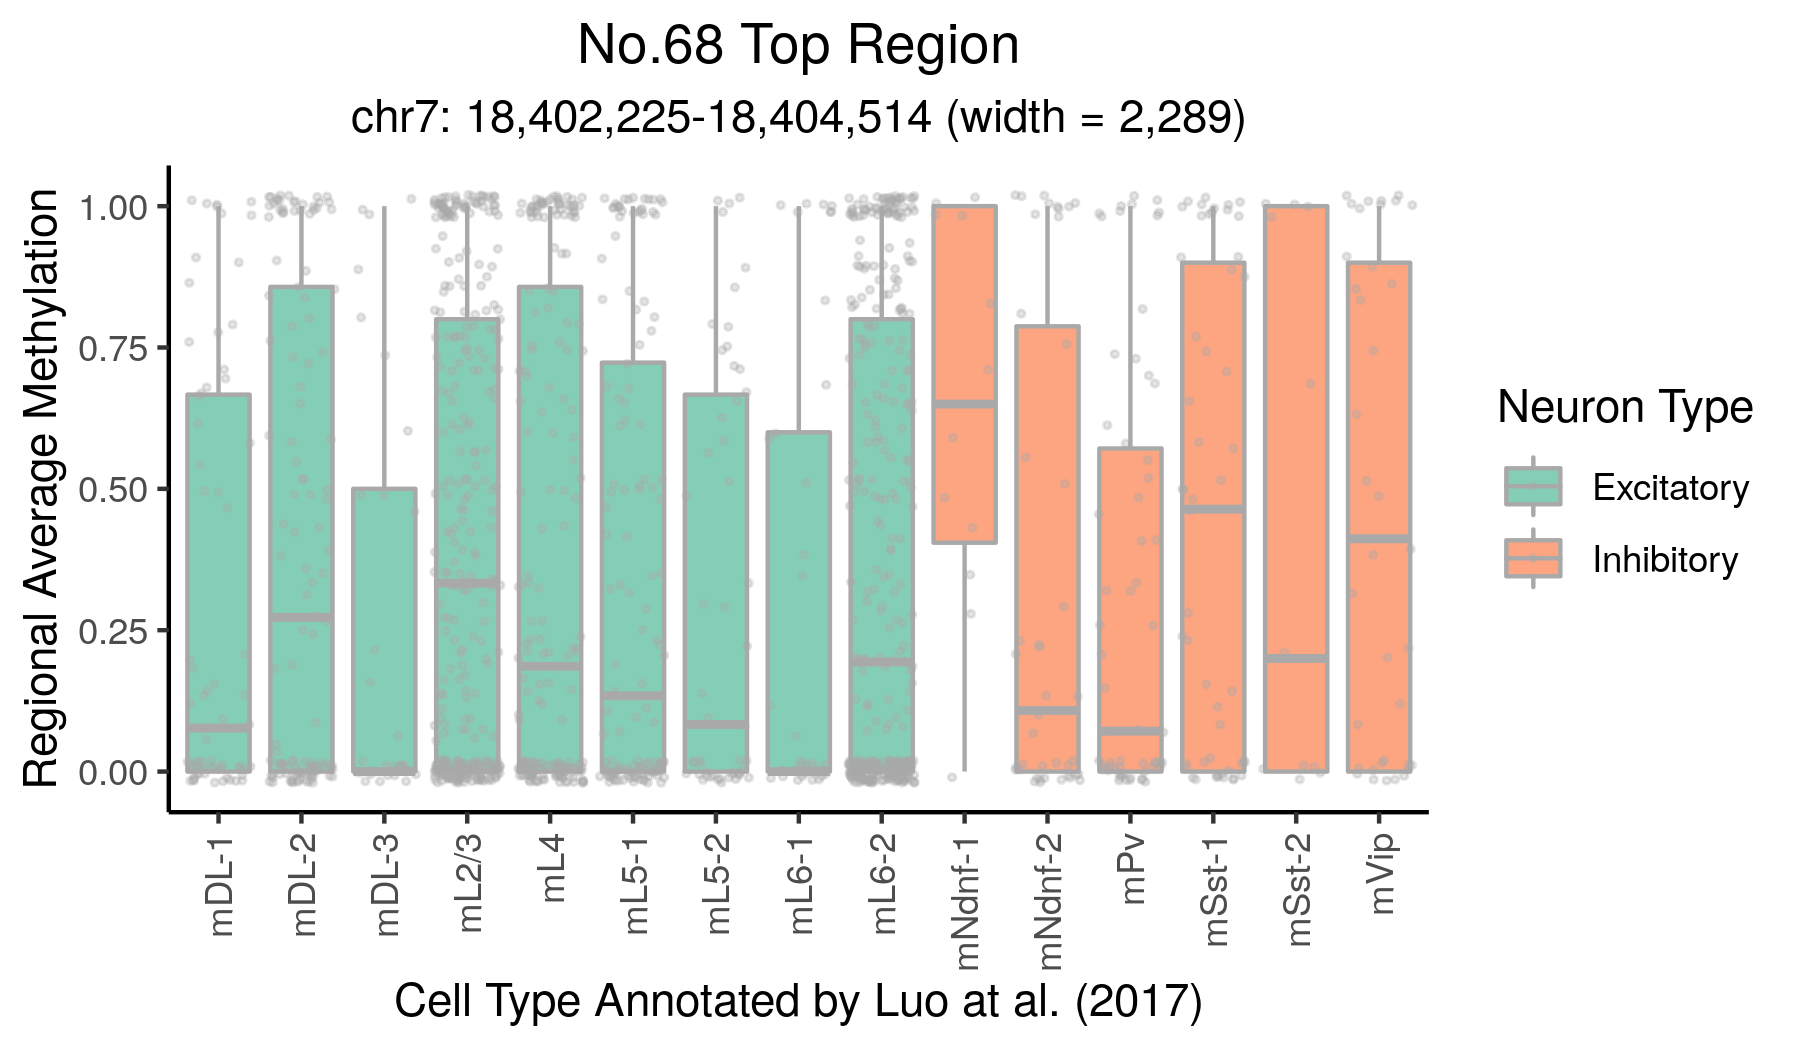 No.68 Top Region
chr7: 18,402,225-18,404,514 (width = 2,289)
Regional Average Methylation
1.00
0.75
0.50
0.25
0.00
mDL-1
mDL-2
mDL-3
mL2/3
mL4
mL5-1
mL5-2
mL6-1
mL6-2
mNdnf-1
mNdnf-2
mPv
mSst-1
mSst-2
mVip
Cell Type Annotated by Luo at al. (2017)
Neuron Type
Excitatory
Inhibitory